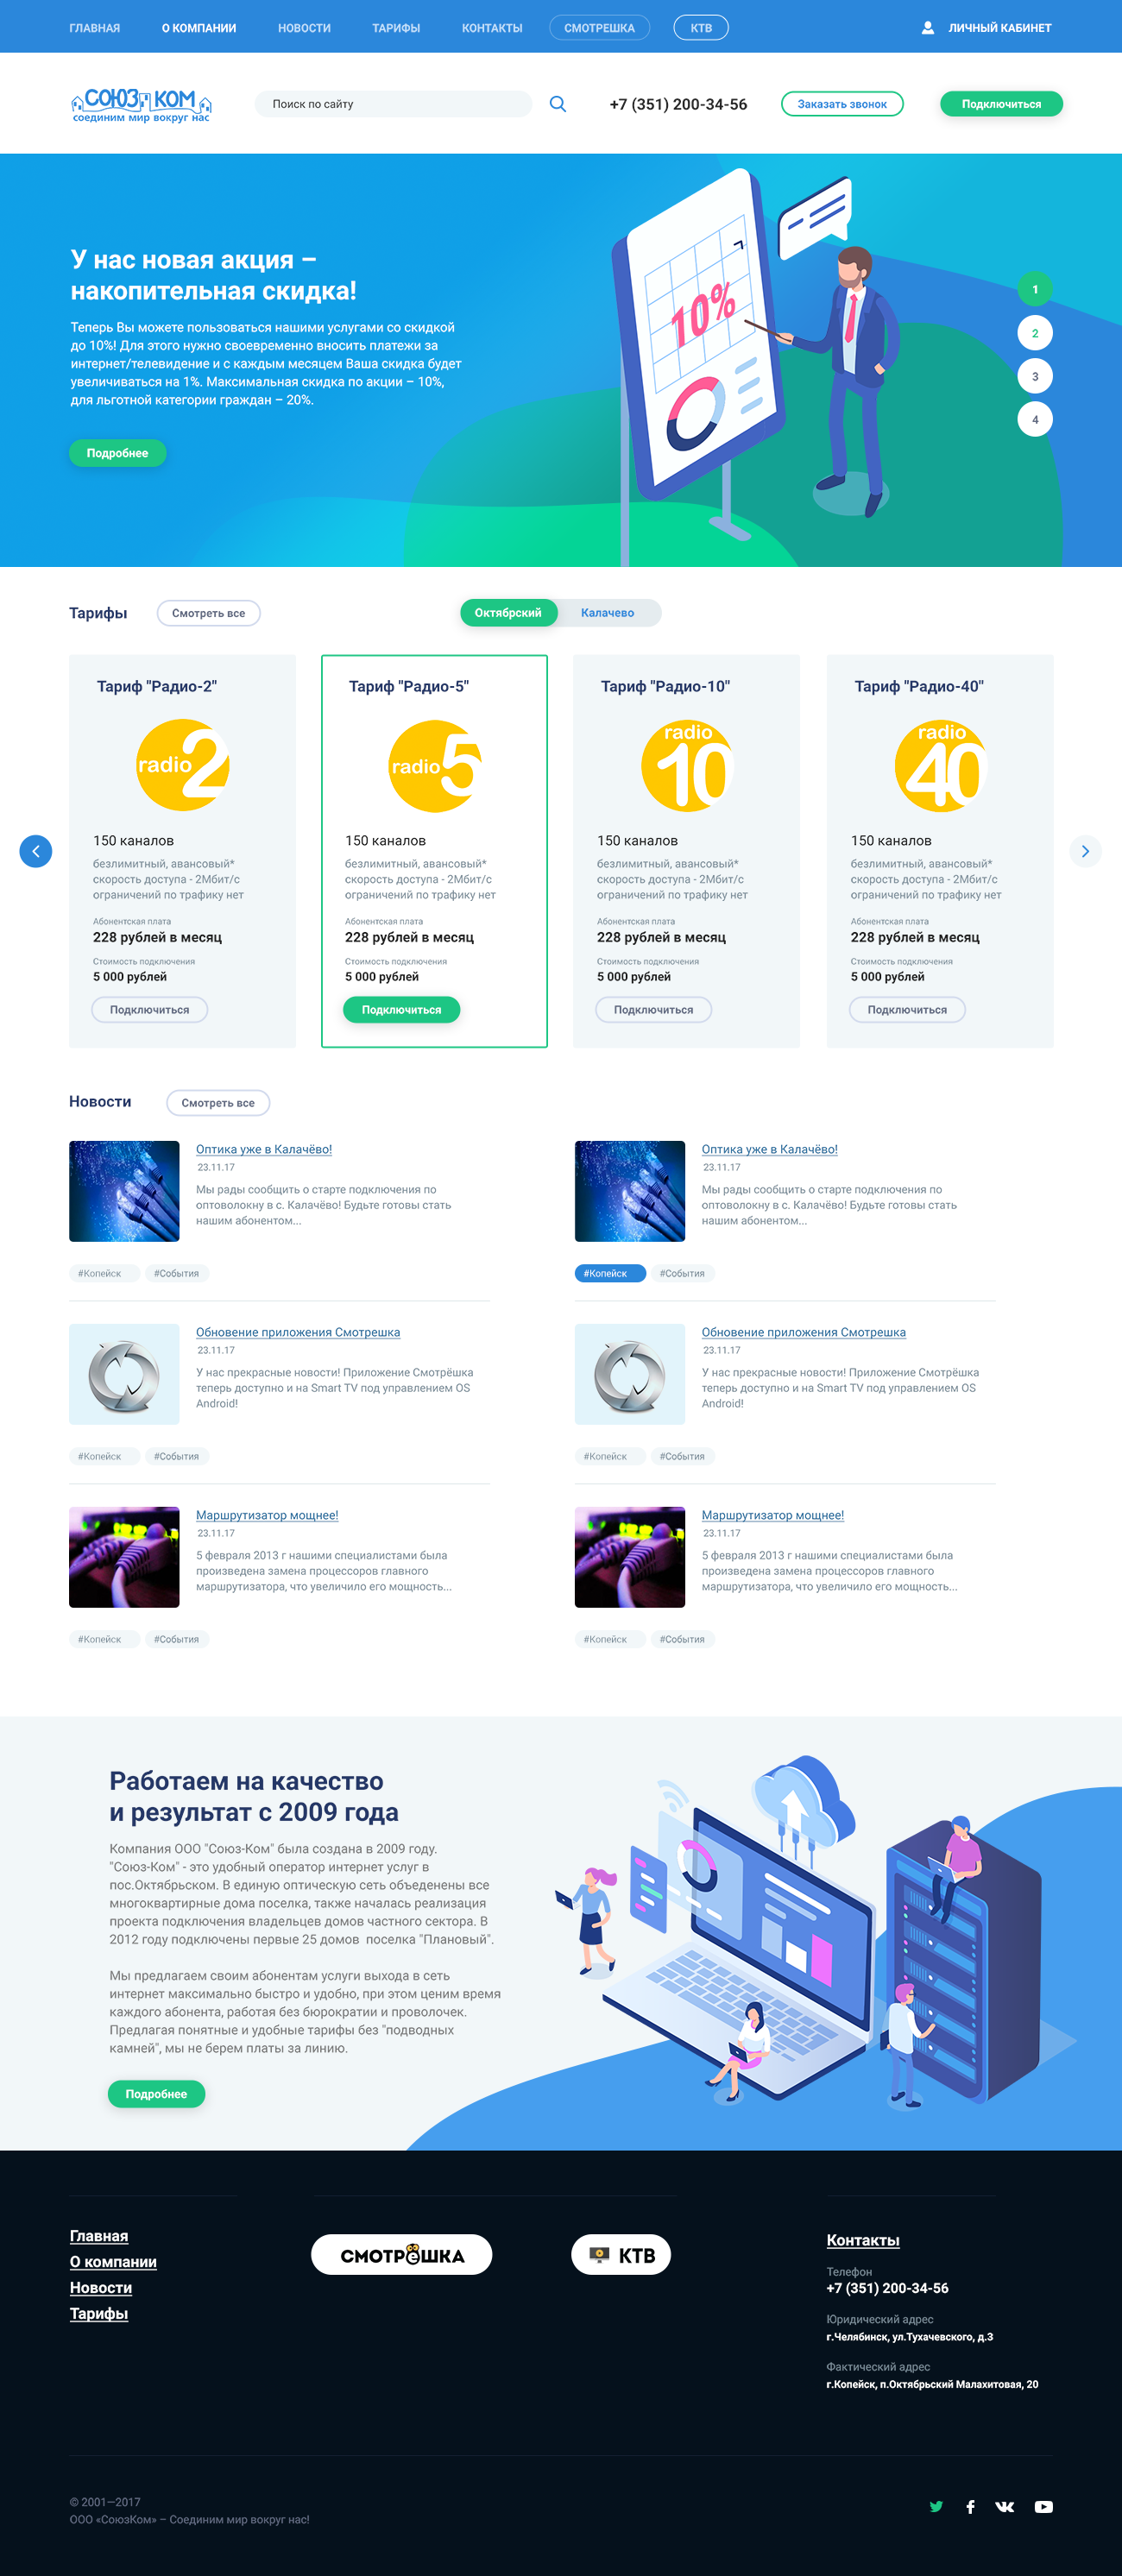 ГЛАВНАЯ О КОМПАНИИ НОВОСТИ ТАРИФЫ КОНТАКТЫ СМОТРЕШКА КТВ ЛИЧНЫЙ КАБИНЕТ
СОЮЗ КОМ
соединим мир вокруг нас
Поиск по сайту
+7 (351) 200-34-56
Заказать звонок
Подключиться
У нас новая акция –
накопительная скидка!
Теперь Вы можете пользоваться нашими услугами со скидкой
до 10%! Для этого нужно своевременно вносить платежи за
интернет/телевидение и с каждым месяцем Ваша скидка будет
увеличиваться на 1%. Максимальная скидка по акции – 10%,
для льготной категории граждан – 20%.
Подробнее
10%
1
2
3
4
Тарифы
Смотреть все
Октябрский
Калачево
Тариф "Радио-2"
radio 2
150 каналов
безлимитный, авансовый*
скорость доступа - 2Мбит/с
ограничений по трафику нет
Абонентская плата
228 рублей в месяц
Стоимость подключения
5 000 рублей
Подключиться
Тариф "Радио-5"
radio 5
150 каналов
безлимитный, авансовый*
скорость доступа - 2Мбит/с
ограничений по трафику нет
Абонентская плата
228 рублей в месяц
Стоимость подключения
5 000 рублей
Подключиться
Тариф "Радио-10"
radio
10
150 каналов
безлимитный, авансовый*
скорость доступа - 2Мбит/с
ограничений по трафику нет
Абонентская плата
228 рублей в месяц
Стоимость подключения
5 000 рублей
Подключиться
Тариф "Радио-40"
radio
40
150 каналов
безлимитный, авансовый*
скорость доступа - 2Мбит/с
ограничений по трафику нет
Абонентская плата
228 рублей в месяц
Стоимость подключения
5 000 рублей
Подключиться
Новости
Смотреть все
Оптика уже в Калачёво!
23.11.17
Мы рады сообщить о старте подключения по
оптоволокну в с. Калачёво! Будьте готовы стать
нашим абонентом...
#Копейск #События
Оптика уже в Калачёво!
23.11.17
Мы рады сообщить о старте подключения по
оптоволокну в с. Калачёво! Будьте готовы стать
нашим абонентом...
#Копейск #События
Обновение приложения Смотрешка
23.11.17
У нас прекрасные новости! Приложение Смотрёшка
теперь доступно и на Smart TV под управлением OS
Android!
#Копейск #События
Обновение приложения Смотрешка
23.11.17
У нас прекрасные новости! Приложение Смотрёшка
теперь доступно и на Smart TV под управлением OS
Android!
#Копейск #События
Маршрутизатор мощнее!
23.11.17
5 февраля 2013 г нашими специалистами была
произведена замена процессоров главного
маршрутизатора, что увеличило его мощность...
#Копейск #События
Маршрутизатор мощнее!
23.11.17
5 февраля 2013 г нашими специалистами была
произведена замена процессоров главного
маршрутизатора, что увеличило его мощность...
#Копейск #События
Работаем на качество
и результат с 2009 года
Компания ООО "Союз-Ком" была создана в 2009 году.
"Союз-Ком" - это удобный оператор интернет услуг в
пос.Октябрьском. В единую оптическую сеть объеденены все
многоквартирные дома поселка, также началась реализация
проекта подключения владельцев домов частного сектора. В
2012 году подключены первые 25 домов поселка "Плановый".
Мы предлагаем своим абонентам услуги выхода в сеть
интернет максимально быстро и удобно, при этом ценим время
каждого абонента, работая без бюрократии и проволочек.
Предлагая понятные и удобные тарифы без "подводных
камней", мы не берем платы за линию.
Подробнее
Главная
О компании
Новости
Тарифы
СМОТРЕШКА
КТВ
Контакты
Телефон
+7 (351) 200-34-56
Юридический адрес
г.Челябинск, ул.Тухачевского, д.3
Фактический адрес
г.Копейск, п.Октябрьский Малахитовая, 20
© 2001—2017
ООО «СоюзКом» – Соединим мир вокруг нас!